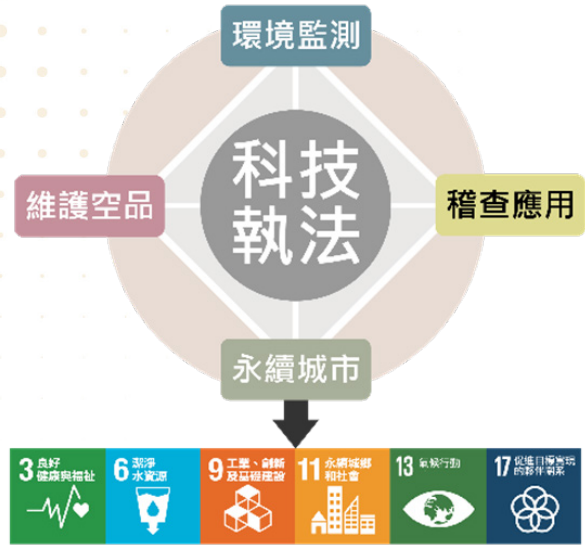 環境監測
維護空品
科技
執法
稽查應用
永續城市
3 良好
健康與福祉
6 潔淨
水資源
9 工業、創新
及基礎建設
11 永續城鄉
和社會
13 氣候行動
17 促進目標實現
的夥伴關係